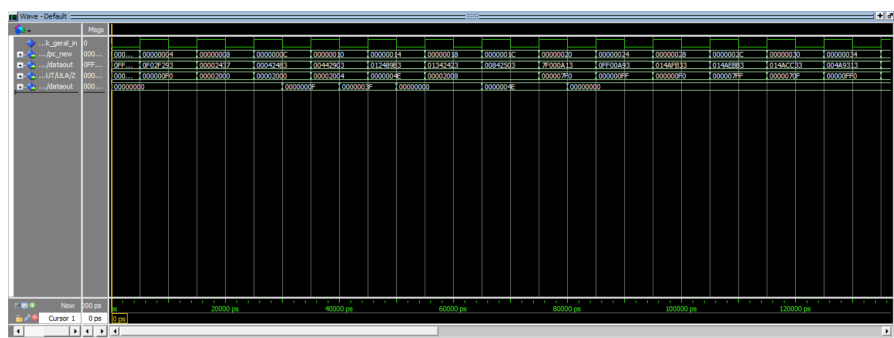 Wave - Default
Msgs
...k_geral_in 0
.../pc_new 000... 000... 00000004 00000008 0000000C 00000010 00000014 00000018 0000001C 00000020 00000024 00000028 0000002C 00000030 00000034
.../dataout 0FF... 0FF... 0F02F293 00002437 00042483 00442903 012489B3 01342423 00842503 7F000A13 0FF00A93 014AFB33 014AEBB3 014ACC33 004A9313
...UT/ULA/Z 000... 000... 000000F0 00002000 00002000 00002004 0000004E 00002008 000007F0 000000FF 000000F0 000007FF 0000070F 00000FF0
.../dataout 000... 00000000 0000000F 0000003F 00000000 0000004E 00000000
Now 000 ps ps 20000 ps 40000 ps 60000 ps 80000 ps 100000 ps 120000 ps
Cursor 1 0 ps 0 ps